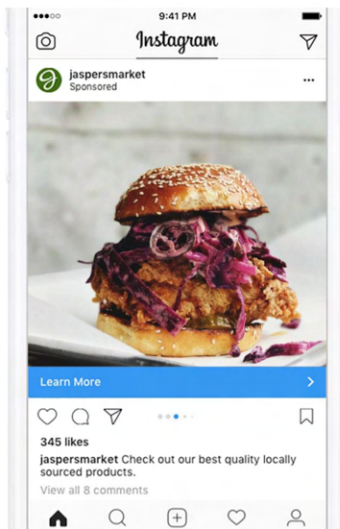 9:41 PM
Instagram
jaspersmarket
Sponsored
Learn More
345 likes
jaspersmarket Check out our best quality locally
sourced products.
View all 8 comments